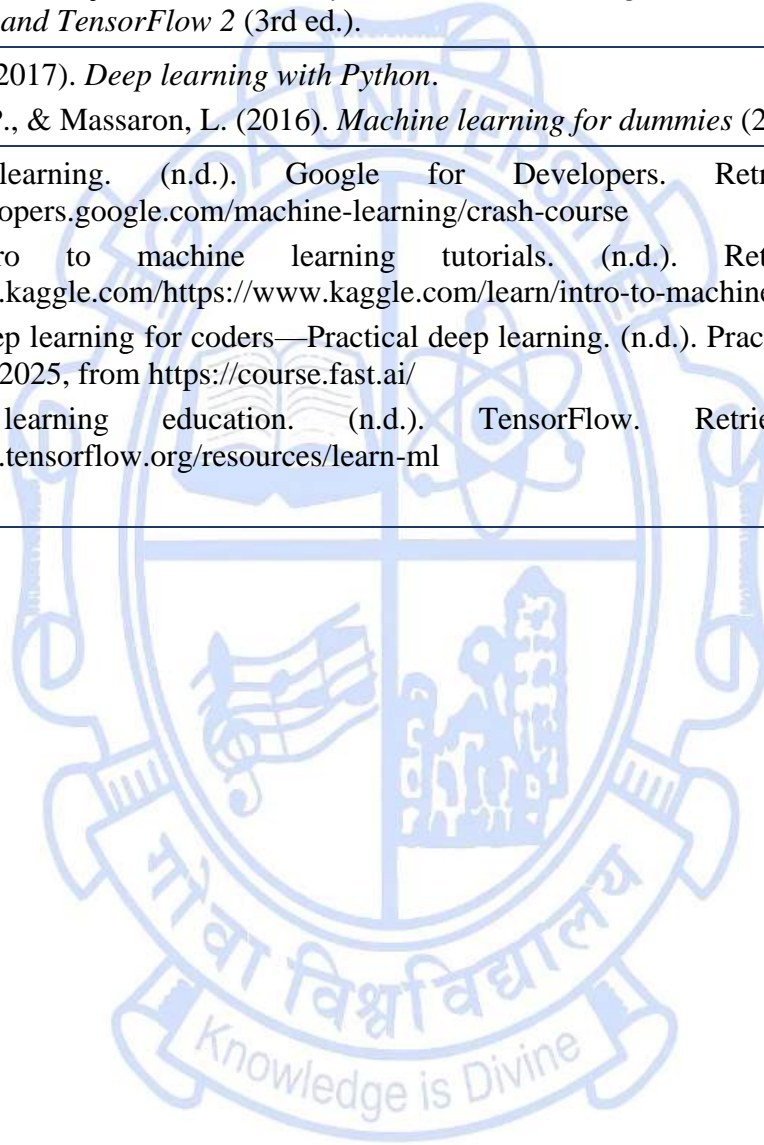 and TensorFlow 2 (3rd ed.).
2017). Deep learning with Python.
P., & Massaron, L. (2016). Machine learning for dummies (2
learning. (n.d.). Google for Developers. Retr
opers.google.com/machine-learning/crash-course
ro to machine learning tutorials. (n.d.). Ret
.kaggle.com/https://www.kaggle.com/learn/intro-to-machine
ep learning for coders—Practical deep learning. (n.d.). Prac
2025, from https://course.fast.ai/
learning education. (n.d.). TensorFlow. Retrie
.tensorflow.org/resources/learn-ml
GOA UNIVERSITY
गोंवा विश्वविद्यालय
Knowledge is Divine